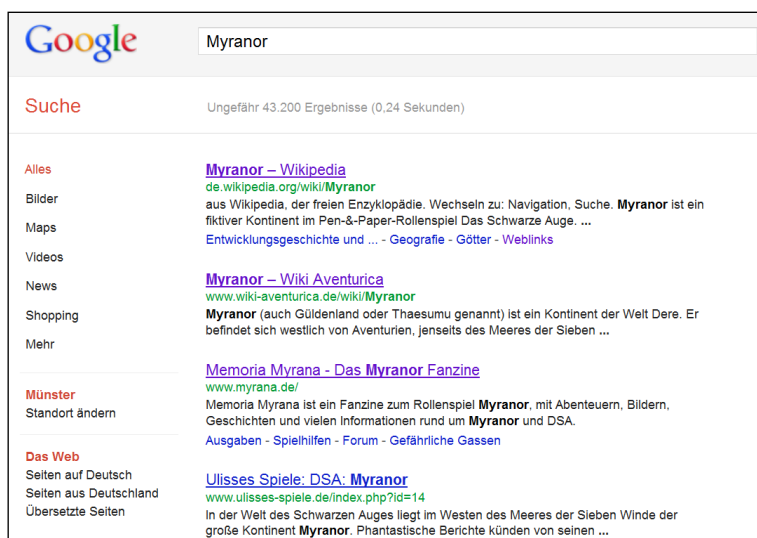 Google
Myranor
Suche
Ungefähr 43.200 Ergebnisse (0,24 Sekunden)
Alles
Bilder
Maps
Videos
News
Shopping
Mehr
Münster
Standort ändern
Das Web
Seiten auf Deutsch
Seiten aus Deutschland
Übersetzte Seiten
Myranor – Wikipedia
de.wikipedia.org/wiki/Myranor
aus Wikipedia, der freien Enzyklopädie. Wechseln zu: Navigation, Suche. Myranor ist ein
fiktiver Kontinent im Pen-&-Paper-Rollenspiel Das Schwarze Auge. ...
Entwicklungsgeschichte und ... - Geografie - Götter - Weblinks
Myranor – Wiki Aventurica
www.wiki-aventurica.de/wiki/Myranor
Myranor (auch Güldenland oder Thaesumu genannt) ist ein Kontinent der Welt Dere. Er
befindet sich westlich von Aventurien, jenseits des Meeres der Sieben ...
Memoria Myrana - Das Myranor Fanzine
www.myrana.de/
Memoria Myrana ist ein Fanzine zum Rollenspiel Myranor, mit Abenteuern, Bildern,
Geschichten und vielen Informationen rund um Myranor und DSA.
Ausgaben - Spielhilfen - Forum - Gefährliche Gassen
Ulisses Spiele: DSA: Myranor
www.ulisses-spiele.de/index.php?id=14
In der Welt des Schwarzen Auges liegt im Westen des Meeres der Sieben Winde der
große Kontinent Myranor. Phantastische Berichte künden von seinen ...